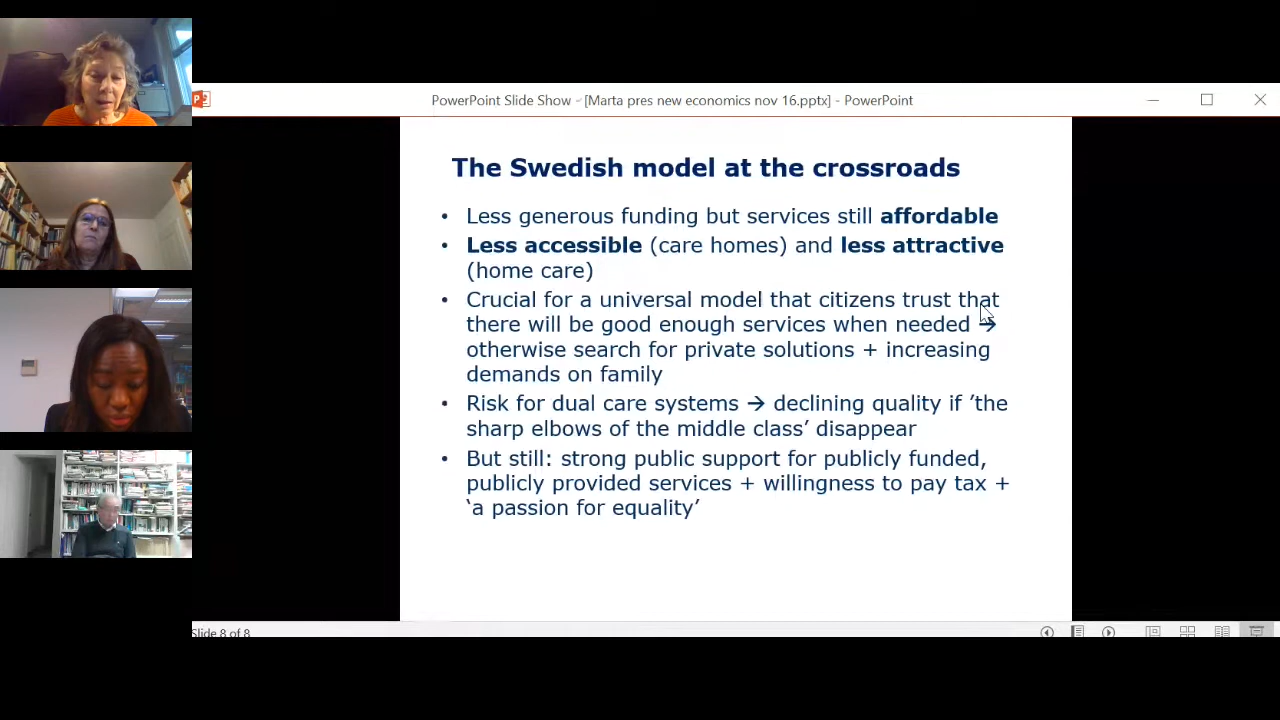 PowerPoint Slide Show - [Marta pres new economics nov 16.pptx] - PowerPoint
The Swedish model at the crossroads
• Less generous funding but services still affordable
• Less accessible (care homes) and less attractive
(home care)
• Crucial for a universal model that citizens trust that
there will be good enough services when needed →
otherwise search for private solutions + increasing
demands on family
• Risk for dual care systems → declining quality if ’the
sharp elbows of the middle class’ disappear
• But still: strong public support for publicly funded,
publicly provided services + willingness to pay tax +
‘a passion for equality’
Slide 8 of 8